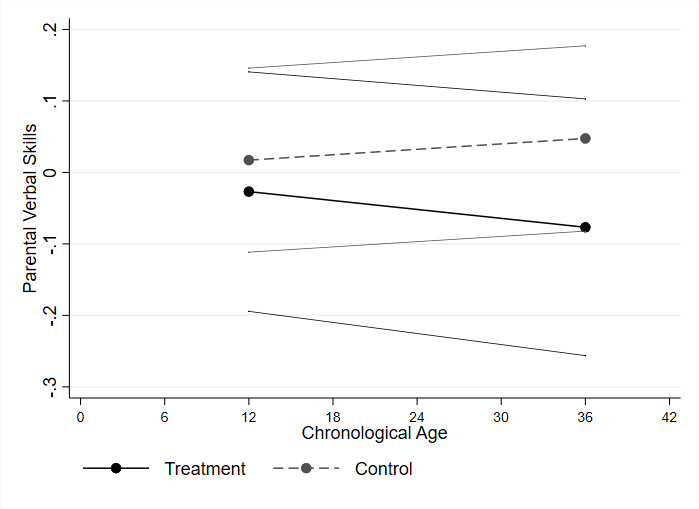 .2
.1
0
-.1
-.2
-.3
Parental Verbal Skills
0 6 12 18 24 30 36 42
Chronological Age
Treatment Control